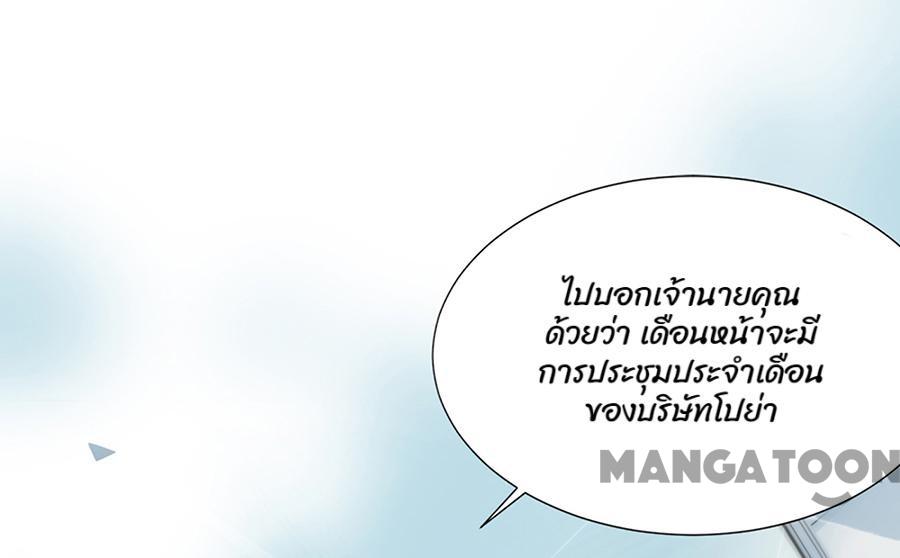 ไปบอกเจ้านายคุณ
ด้วยว่า เดือนหน้าจะมี
การประชุมประจำเดือน
ของบริษัทโปย่า
MANGATOON